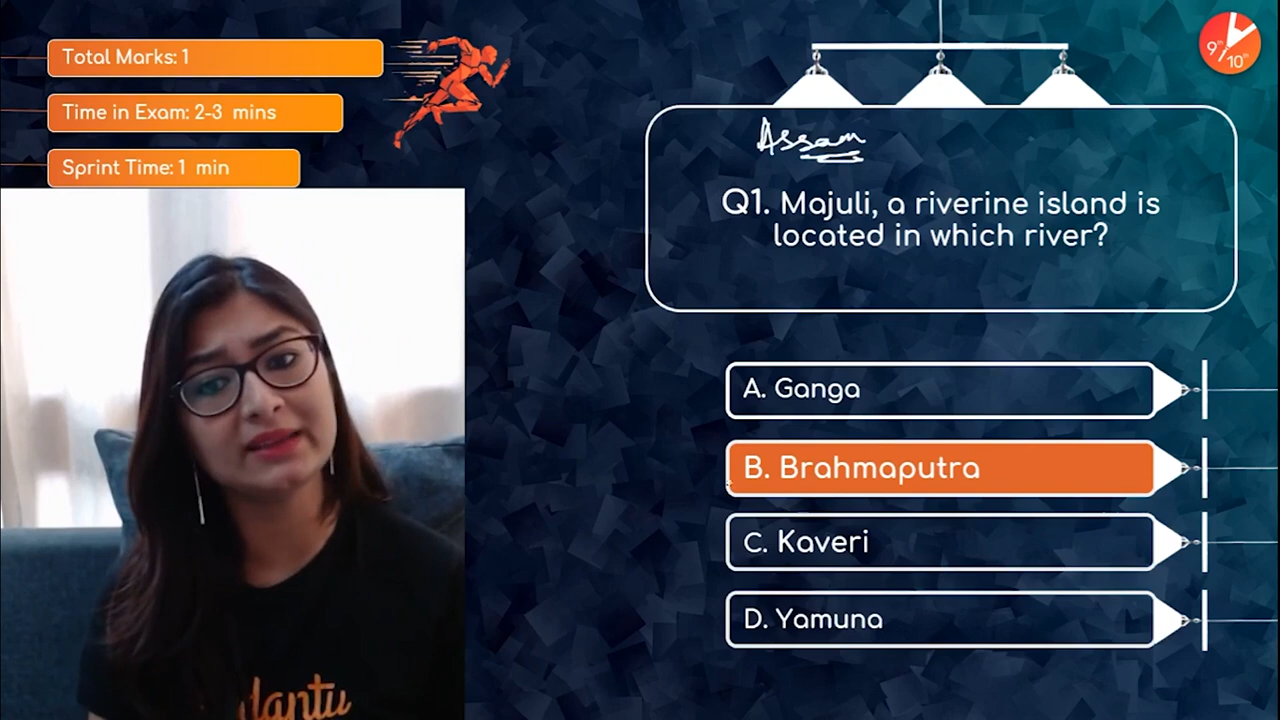 Total Marks: 1
Time in Exam: 2-3 mins
Sprint Time: 1 min
9th
10th
Assam
Q1. Majuli, a riverine island is
located in which river?
A. Ganga
B. Brahmaputra
C. Kaveri
D. Yamuna